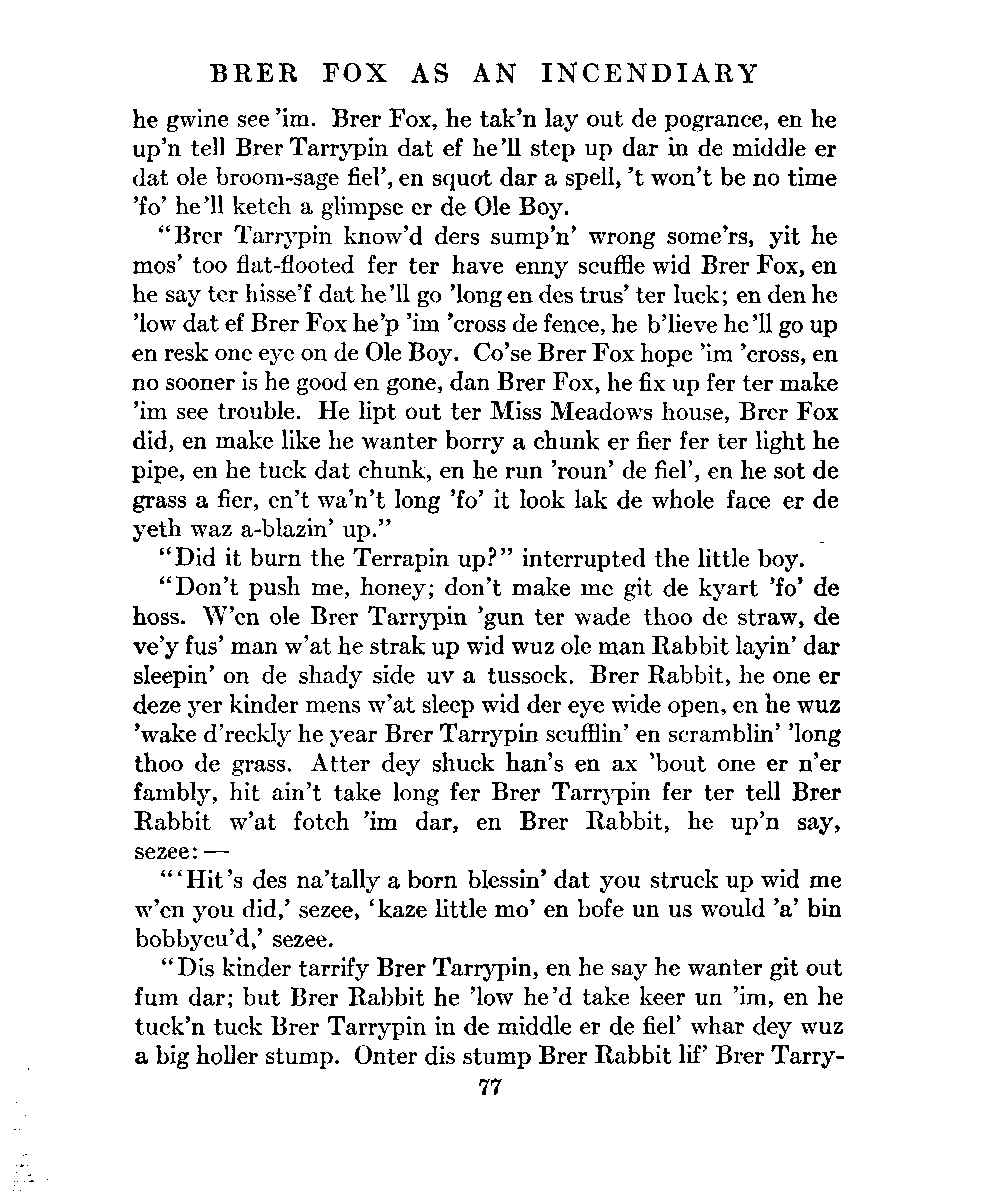 BRER FOX AS AN INCENDIARY
he gwine see 'im. Brer Fox, he tak'n lay out de pogrance, en he
up'n tell Brer Tarrypin dat ef he'll step up dar in de middle er
dat ole broom-sage fiel', en squot dar a spell, 't won't be no time
'fo' he'll ketch a glimpse er de Ole Boy.
“Brer Tarrypin know'd ders sump'n' wrong some'rs, yit he
mos' too flat-flooted fer ter have enny scuffle wid Brer Fox, en
he say ter hisse'f dat he'll go 'long en des trus' ter luck; en den he
'low dat ef Brer Fox he'p 'im 'cross de fence, he b'lieve he'll go up
en resk one eye on de Ole Boy. Co'se Brer Fox hope 'im 'cross, en
no sooner is he good en gone, dan Brer Fox, he fix up fer ter make
'im see trouble. He lipt out ter Miss Meadows house, Brer Fox
did, en make like he wanter borry a chunk er fier fer ter light he
pipe, en he tuck dat chunk, en he run 'roun' de fiel', en he sot de
grass a fier, en't wa'n't long 'fo' it look lak de whole face er de
yeth waz a-blazin' up.”
“Did it burn the Terrapin up?” interrupted the little boy.
“Don't push me, honey; don't make me git de kyart 'fo' de
hoss. W'en ole Brer Tarrypin 'gun ter wade thoo de straw, de
ve'y fus' man w'at he strak up wid wuz ole man Rabbit layin' dar
sleepin' on de shady side uv a tussock. Brer Rabbit, he one er
deze yer kinder mens w'at sleep wid der eye wide open, en he wuz
'wake d'reckly he year Brer Tarrypin scufflin' en scramblin' 'long
thoo de grass. Atter dey shuck han's en ax 'bout one er n'er
fambly, hit ain't take long fer Brer Tarrypin fer ter tell Brer
Rabbit w'at fotch 'im dar, en Brer Rabbit, he up'n say,
sezee: —
“‘Hit's des na'tally a born blessin' dat you struck up wid me
w'en you did,’ sezee, ‘kaze little mo' en bofe un us would 'a' bin
bobbycu'd,’ sezee.
“Dis kinder tarrify Brer Tarrypin, en he say he wanter git out
fum dar; but Brer Rabbit he 'low he'd take keer un 'im, en he
tuck'n tuck Brer Tarrypin in de middle er de fiel' whar dey wuz
a big holler stump. Onter dis stump Brer Rabbit lif' Brer Tarry-
77